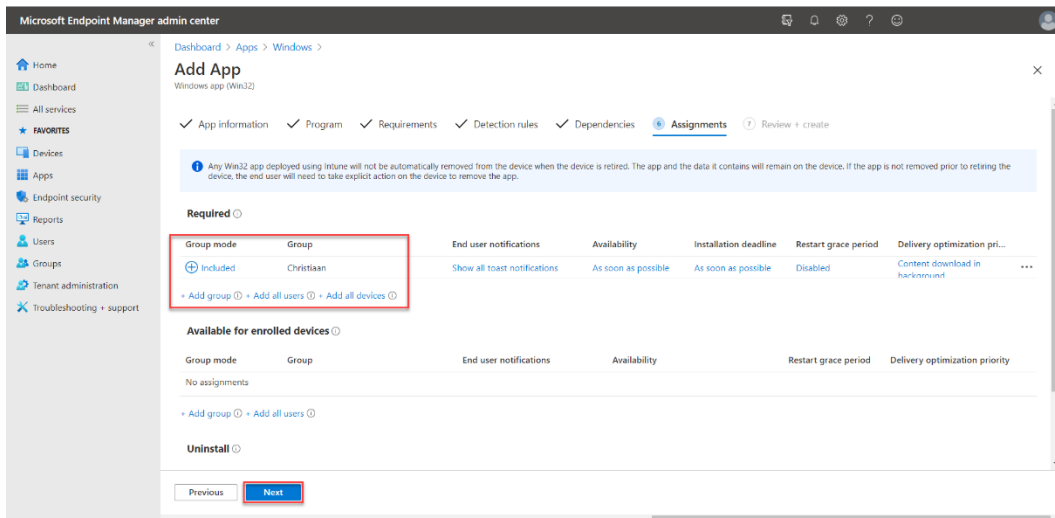 Microsoft Endpoint Manager admin center
«
Home
Dashboard
All services
FAVORITES
Devices
Apps
Endpoint security
Reports
Users
Groups
Tenant administration
Troubleshooting + support
Dashboard > Apps > Windows >
Add App
Windows app (Win32)
App information Program Requirements Detection rules Dependencies 6 Assignments 7 Review + create
Any Win32 app deployed using Intune will not be automatically removed from the device when the device is retired. The app and the data it contains will remain on the device. If the app is not removed prior to retiring the
device, the end user will need to take explicit action on the device to remove the app.
Required
Group mode Group End user notifications Availability Installation deadline Restart grace period Delivery optimization pri...
Included Christiaan Show all toast notifications As soon as possible As soon as possible Disabled Content download in
background
+ Add group + Add all users + Add all devices
Available for enrolled devices
Group mode Group End user notifications Availability Restart grace period Delivery optimization priority
No assignments
+ Add group + Add all users
Uninstall
Previous Next